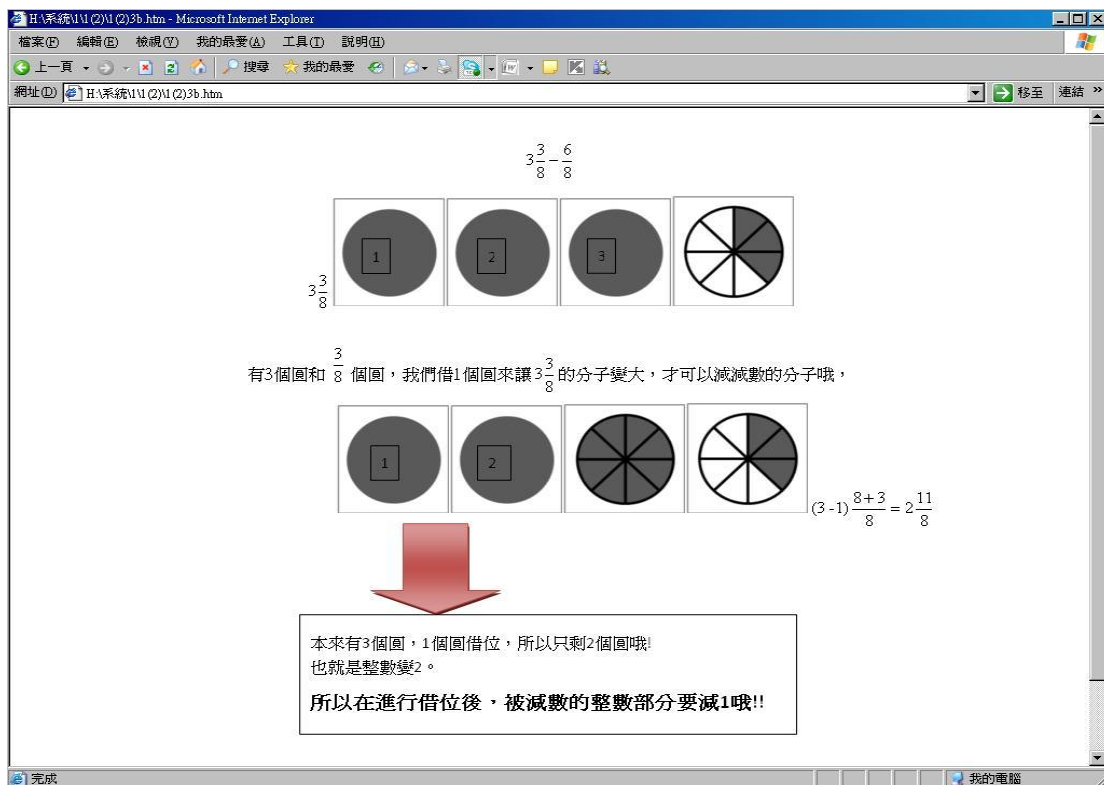 H:\系統\1\1(2)\1(2)3b.htm - Microsoft Internet Explorer
檔案(F) 編輯(E) 檢視(V) 我的最愛(A) 工具(T) 說明(H)
上一頁 搜尋 我的最愛
網址(D) H:\系統\1\1(2)\1(2)3b.htm 移至 連結 »
3 3/8 − 6/8
1 2 3
3 3/8
有3個圓和 3/8 個圓，我們借1個圓來讓 3 3/8 的分子變大，才可以減減數的分子哦，
1 2
(3 -1) 8+3/8 = 2 11/8
本來有3個圓，1個圓借位，所以只剩2個圓哦!
也就是整數變2。
所以在進行借位後，被減數的整數部分要減1哦!!
完成 我的電腦